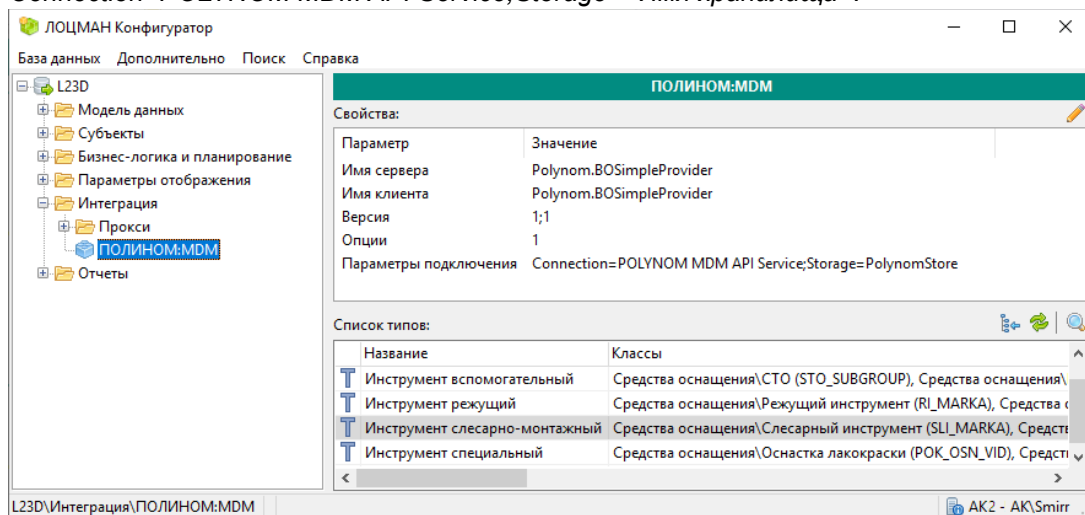 ЛОЦМАН Конфигуратор
База данных Дополнительно Поиск Справка
L23D
Модель данных
Субъекты
Бизнес-логика и планирование
Параметры отображения
Интеграция
Прокси
ПОЛИНОМ:MDM
Отчеты
ПОЛИНОМ:MDM
Свойства:
Параметр Значение
Имя сервера Polynom.BOSimpleProvider
Имя клиента Polynom.BOSimpleProvider
Версия 1;1
Опции 1
Параметры подключения Connection=POLYNOM MDM API Service;Storage=PolynomStore
Список типов:
Название Классы
Инструмент вспомогательный Средства оснащения\СТО (STO_SUBGROUP), Средства оснащения\
Инструмент режущий Средства оснащения\Режущий инструмент (RI_MARKA), Средства
Инструмент слесарно-монтажный Средства оснащения\Слесарный инструмент (SLI_MARKA), Средств
Инструмент специальный Средства оснащения\Оснастка лакокраски (POK_OSN_VID), Средст
L23D\Интеграция\ПОЛИНОМ:MDM AK2 - AK\Smirr